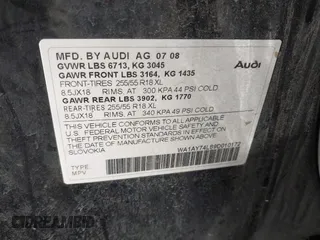 MFD. BY AUDI AG 07 08
GVWR LBS 6713, KG 3045
GAWR FRONT LBS 3164, KG 1435
FRONT-TIRES 255/55 R18 XL
8.5JX18 RIMS. AT 300 KPA 44 PSI COLD
GAWR REAR LBS 3902, KG 1770
REAR-TIRES 255/55 R18 XL
8.5JX18 RIMS. AT 340 KPA 49 PSI COLD
THIS VEHICLE CONFORMS TO ALL APPLICABLE
U.S. FEDERAL MOTOR VEHICLE SAFETY AND
THEFT PREVENTION STANDARDS IN EFFECT ON
THE DATE OF MANUFACTURE SHOWN ABOVE.
SLOVAKIA
TYPE:
MPV
Audi
©DREAMBID.COM